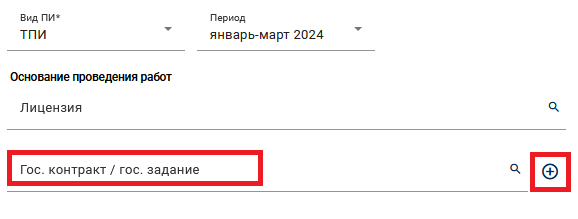 Вид ПИ* Период
ТПИ январь-март 2024
Основание проведения работ
Лицензия
Гос. контракт / гос. задание